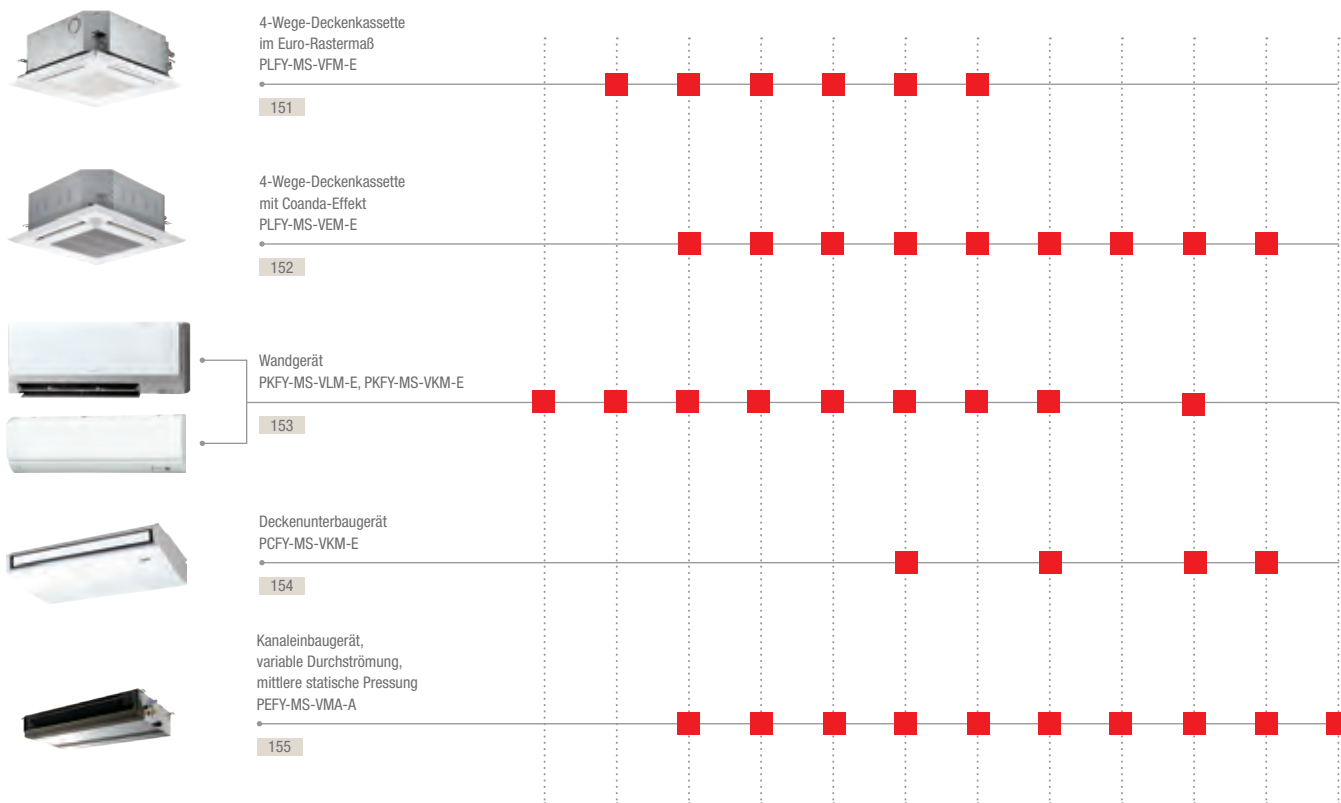 4-Wege-Deckenkassette
im Euro-Rastermaß
PLFY-MS-VFM-E
151
4-Wege-Deckenkassette
mit Coanda-Effekt
PLFY-MS-VEM-E
152
Wandgerät
PKFY-MS-VLM-E, PKFY-MS-VKM-E
153
Deckenunterbaugerät
PCFY-MS-VKM-E
154
Kanaleinbaugerät,
variable Durchströmung,
mittlere statische Pressung
PEFY-MS-VMA-A
155